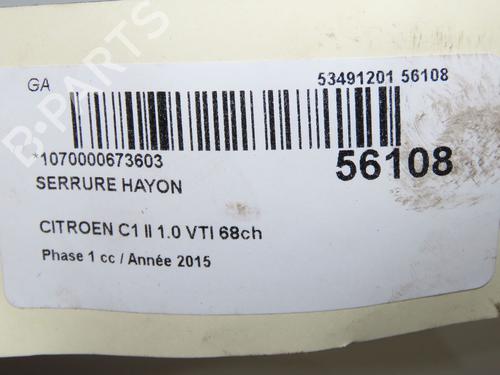 GA
53491201 56108
*1070000673603
56108
SERRURE HAYON
CITROEN C1 II 1.0 VTI 68ch
Phase 1 cc / Année 2015
B-PARTS